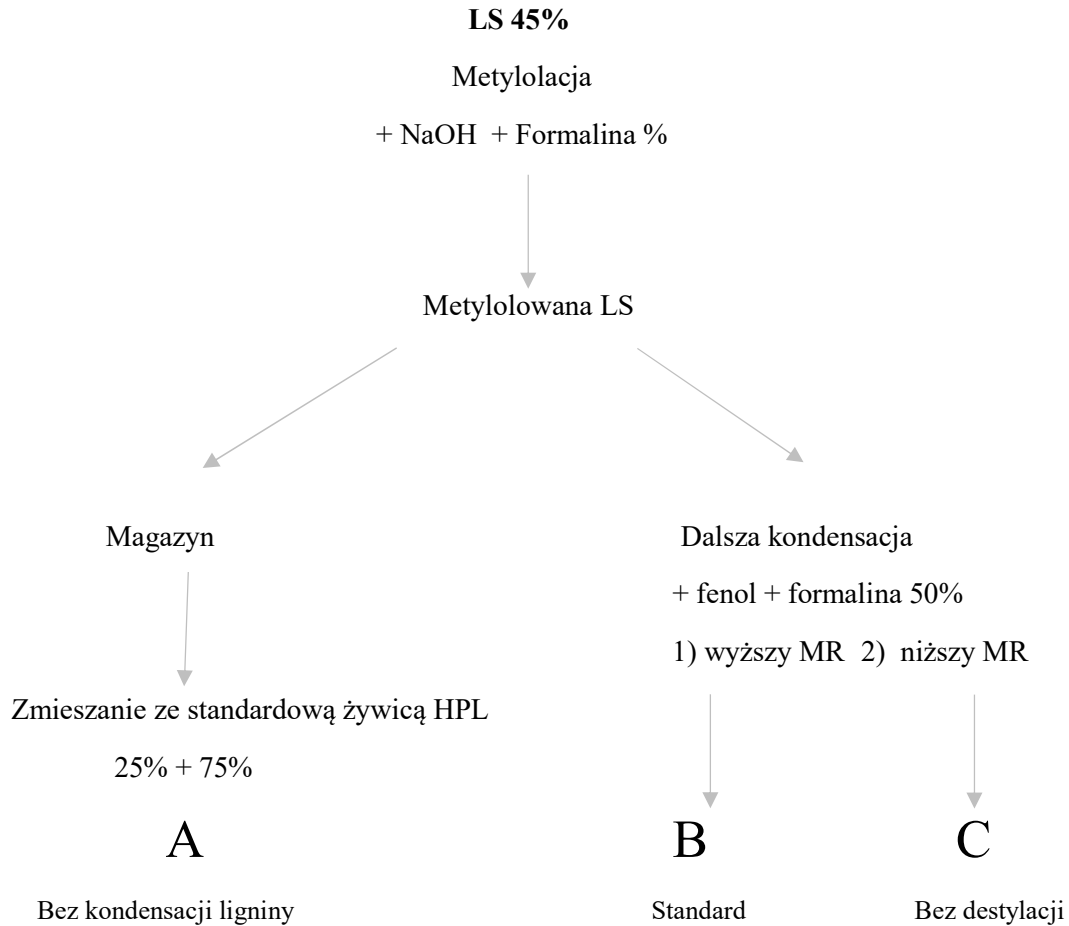 LS 45%
Metylolacja
+ NaOH + Formalina %
Metylolowana LS
Magazyn
Zmieszanie ze standardową żywicą HPL
25% + 75%
A
Bez kondensacji ligniny
Dalsza kondensacja
+ fenol + formalina 50%
1) wyższy MR 2) niższy MR
B C
Standard Bez destylacji